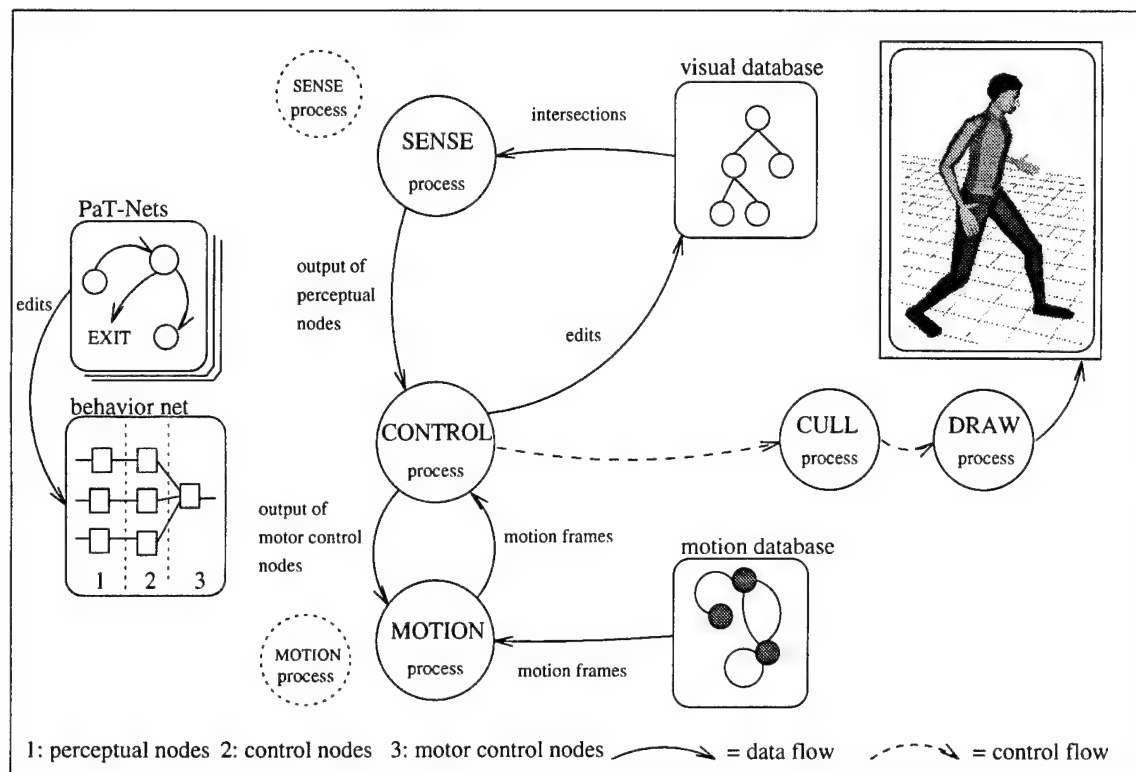 SENSE
process
SENSE
process
intersections
visual database
PaT-Nets
EXIT
edits
output of
perceptual
nodes
edits
behavior net
1 2 3
CONTROL
process
CULL
process
DRAW
process
output of
motor control
nodes
motion frames
motion database
MOTION
process
MOTION
process
motion frames
1: perceptual nodes 2: control nodes 3: motor control nodes = data flow = control flow